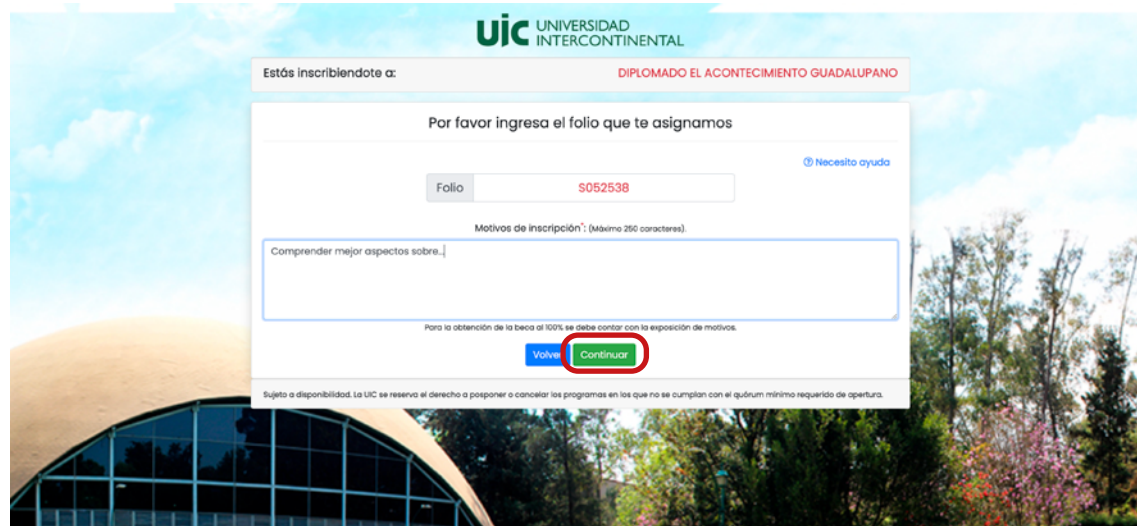 uic UNIVERSIDAD
INTERCONTINENTAL
Estás inscribiendote a: DIPLOMADO EL ACONTECIMIENTO GUADALUPANO
Por favor ingresa el folio que te asignamos
Necesito ayuda
Folio S052538
Motivos de inscripción*: (Máximo 250 caracteres).
Comprender mejor aspectos sobre...
Para la obtención de la beca al 100% se debe contar con la exposición de motivos.
Volver Continuar
Sujeto a disponibilidad. La UIC se reserva el derecho a posponer o cancelar los programas en los que no se cumplan con el quórum mínimo requerido de apertura.